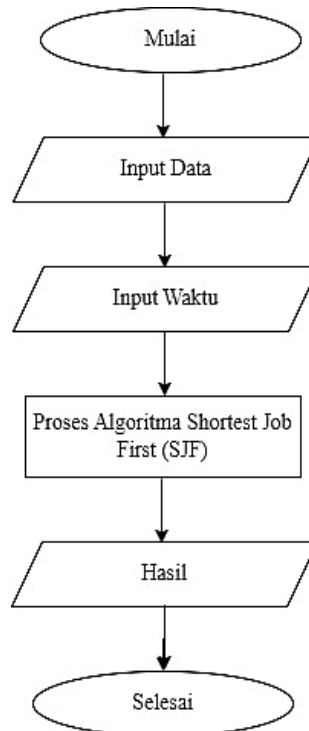 Mulai
Input Data
Input Waktu
Proses Algoritma Shortest Job
First (SJF)
Hasil
Selesai